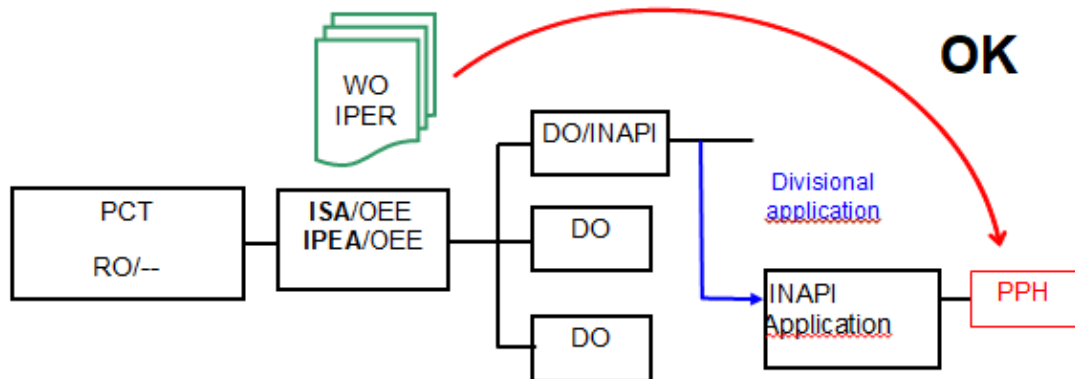 OK
WO
IPER
DO/INAPI
PCT
RO/--
ISA/OEE
IPEA/OEE
DO
DO
Divisional
application
INAPI
Application
PPH